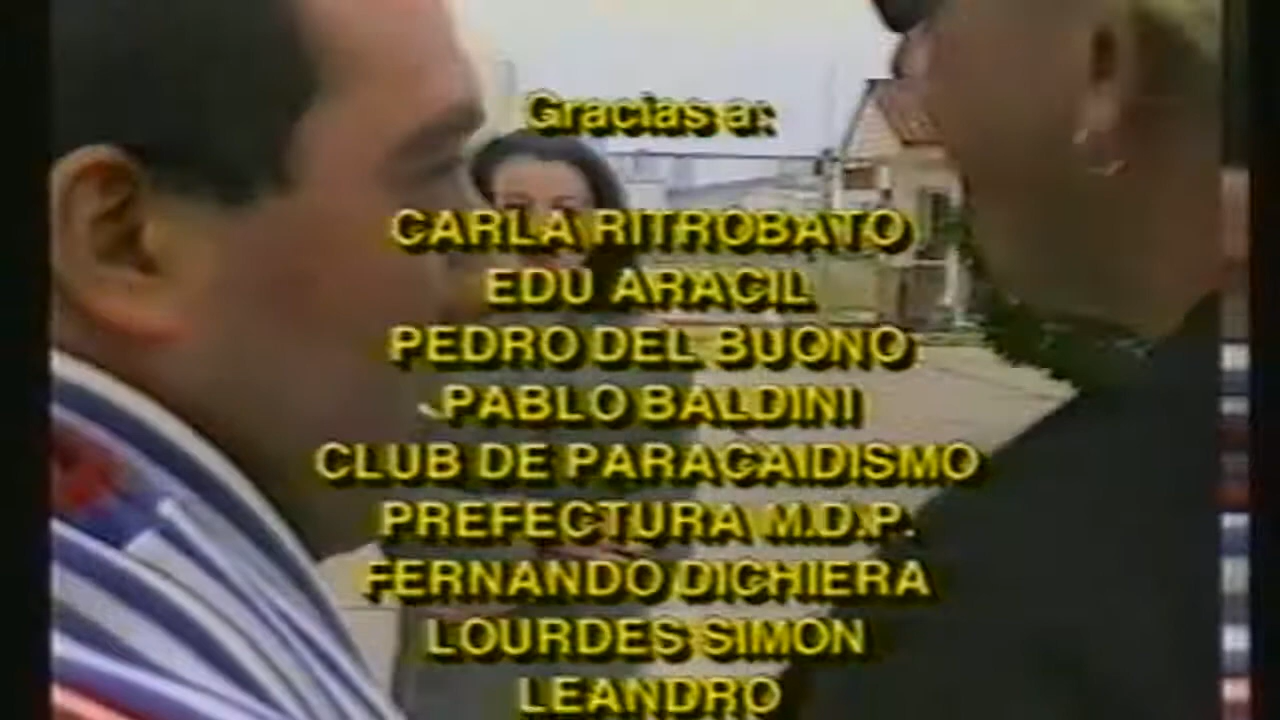 Gracias a:
CARLA RITROBATO
EDU ARACIL
PEDRO DEL BUONO
PABLO BALDINI
CLUB DE PARACAIDISMO
PREFECTURA M.D.P.
FERNANDO DICHIERA
LOURDES SIMON
LEANDRO